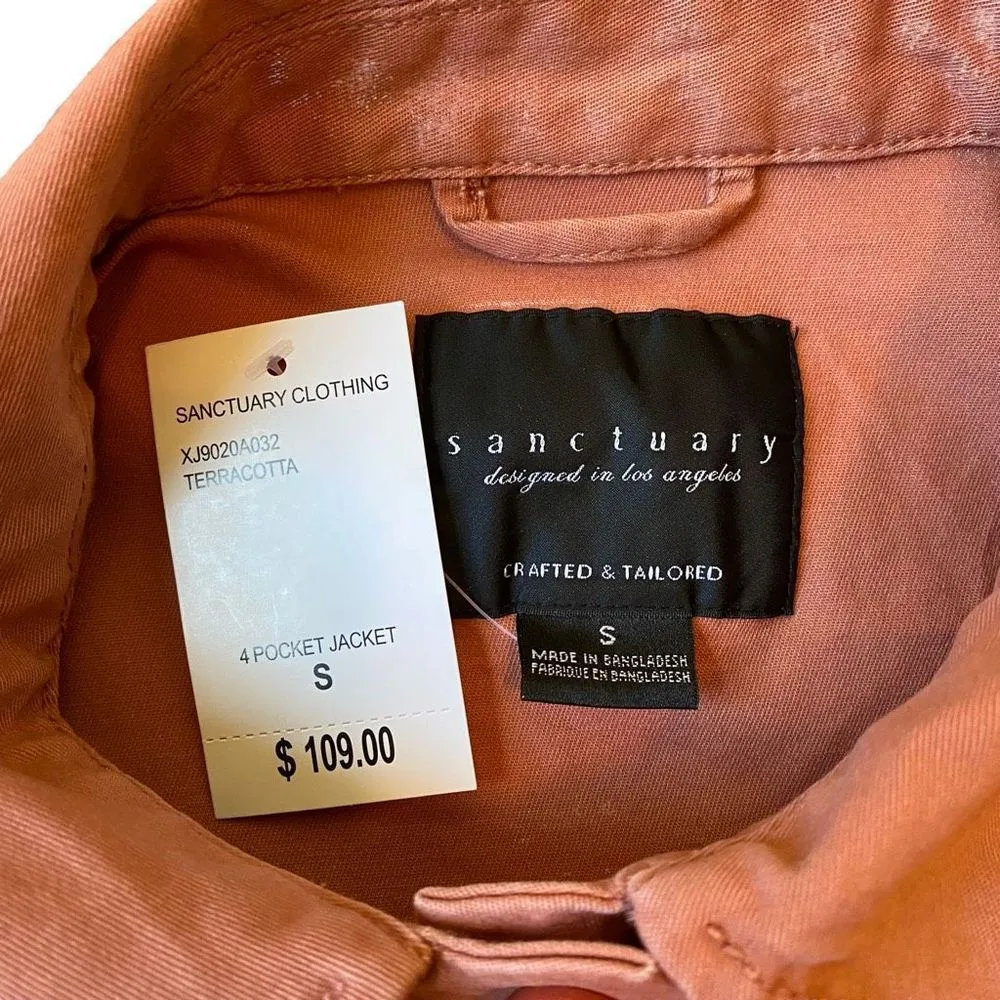 SANCTUARY CLOTHING
XJ9020A032
TERRACOTTA
4 POCKET JACKET
S
$ 109.00
sanctuary
designed in los angeles
CRAFTED & TAILORED
S
MADE IN BANGLADESH
FABRIQUE EN BANGLADESH